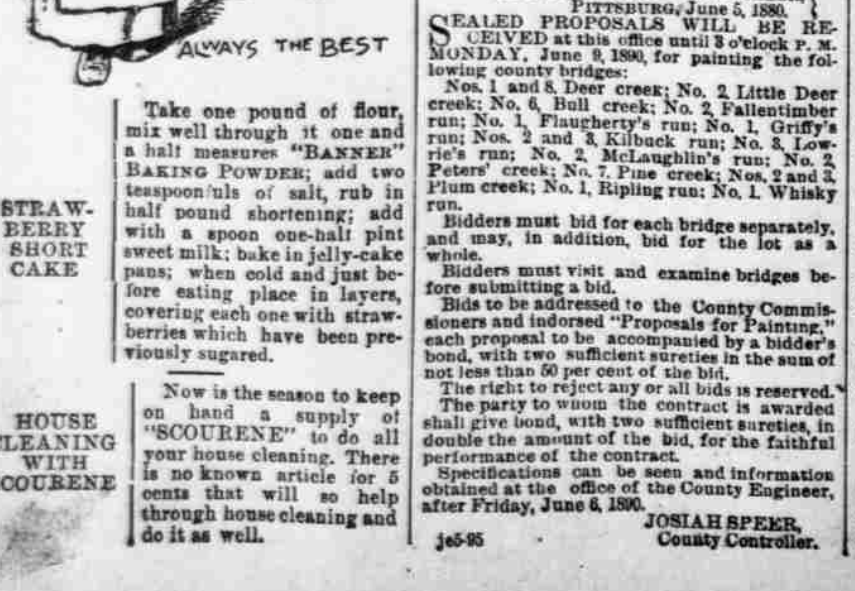 ALWAYS THE BEST
STRAW-
BERRY
SHORT
CAKE
Take one pound of flour,
mix well through it one and
a half measures "BANNER"
BAKING POWDER; add two
teaspoonfuls of salt, rub in
half pound shortening; add
with a spoon one-half pint
sweet milk; bake in jelly-cake
pans; when cold and just be-
fore eating place in layers,
covering each one with straw-
berries which have been pre-
viously sugared.
HOUSE
CLEANING
WITH
SCOURENE
Now is the season to keep
on hand a supply of
"SCOURENE" to do all
your house cleaning. There
is no known article for 5
cents that will so help
through house cleaning and
do it as well.
PITTSBURG, June 5, 1880.
SEALED PROPOSALS WILL BE RE-
CEIVED at this office until 3 o'clock P. M.
MONDAY, June 9, 1890, for painting the fol-
lowing county bridges:
Nos. 1 and 8, Deer creek; No. 2, Little Deer
creek; No. 6, Bull creek; No. 2, Fallentimber
run; No. 1, Flaugherty's run; No. 1, Griffy's
run; Nos. 2 and 3, Kilbuck run; No. 3, Low-
rie's run; No. 2, McLaughlin's run; No. 2,
Peters' creek; No. 7, Pine creek; Nos. 2 and 3,
Plum creek; No. 1, Ripling run; No. 1, Whisky
run.
Bidders must bid for each bridge separately,
and may, in addition, bid for the lot as a
whole.
Bidders must visit and examine bridges be-
fore submitting a bid.
Bids to be addressed to the County Commis-
sioners and indorsed "Proposals for Painting,"
each proposal to be accompanied by a bidder's
bond, with two sufficient sureties in the sum of
not less than 50 per cent of the bid.
The right to reject any or all bids is reserved.
The party to whom the contract is awarded
shall give bond, with two sufficient sureties, in
double the amount of the bid, for the faithful
performance of the contract.
Specifications can be seen and information
obtained at the office of the County Engineer,
after Friday, June 6, 1890.
JOSIAH SPEER,
je5-95 County Controller.